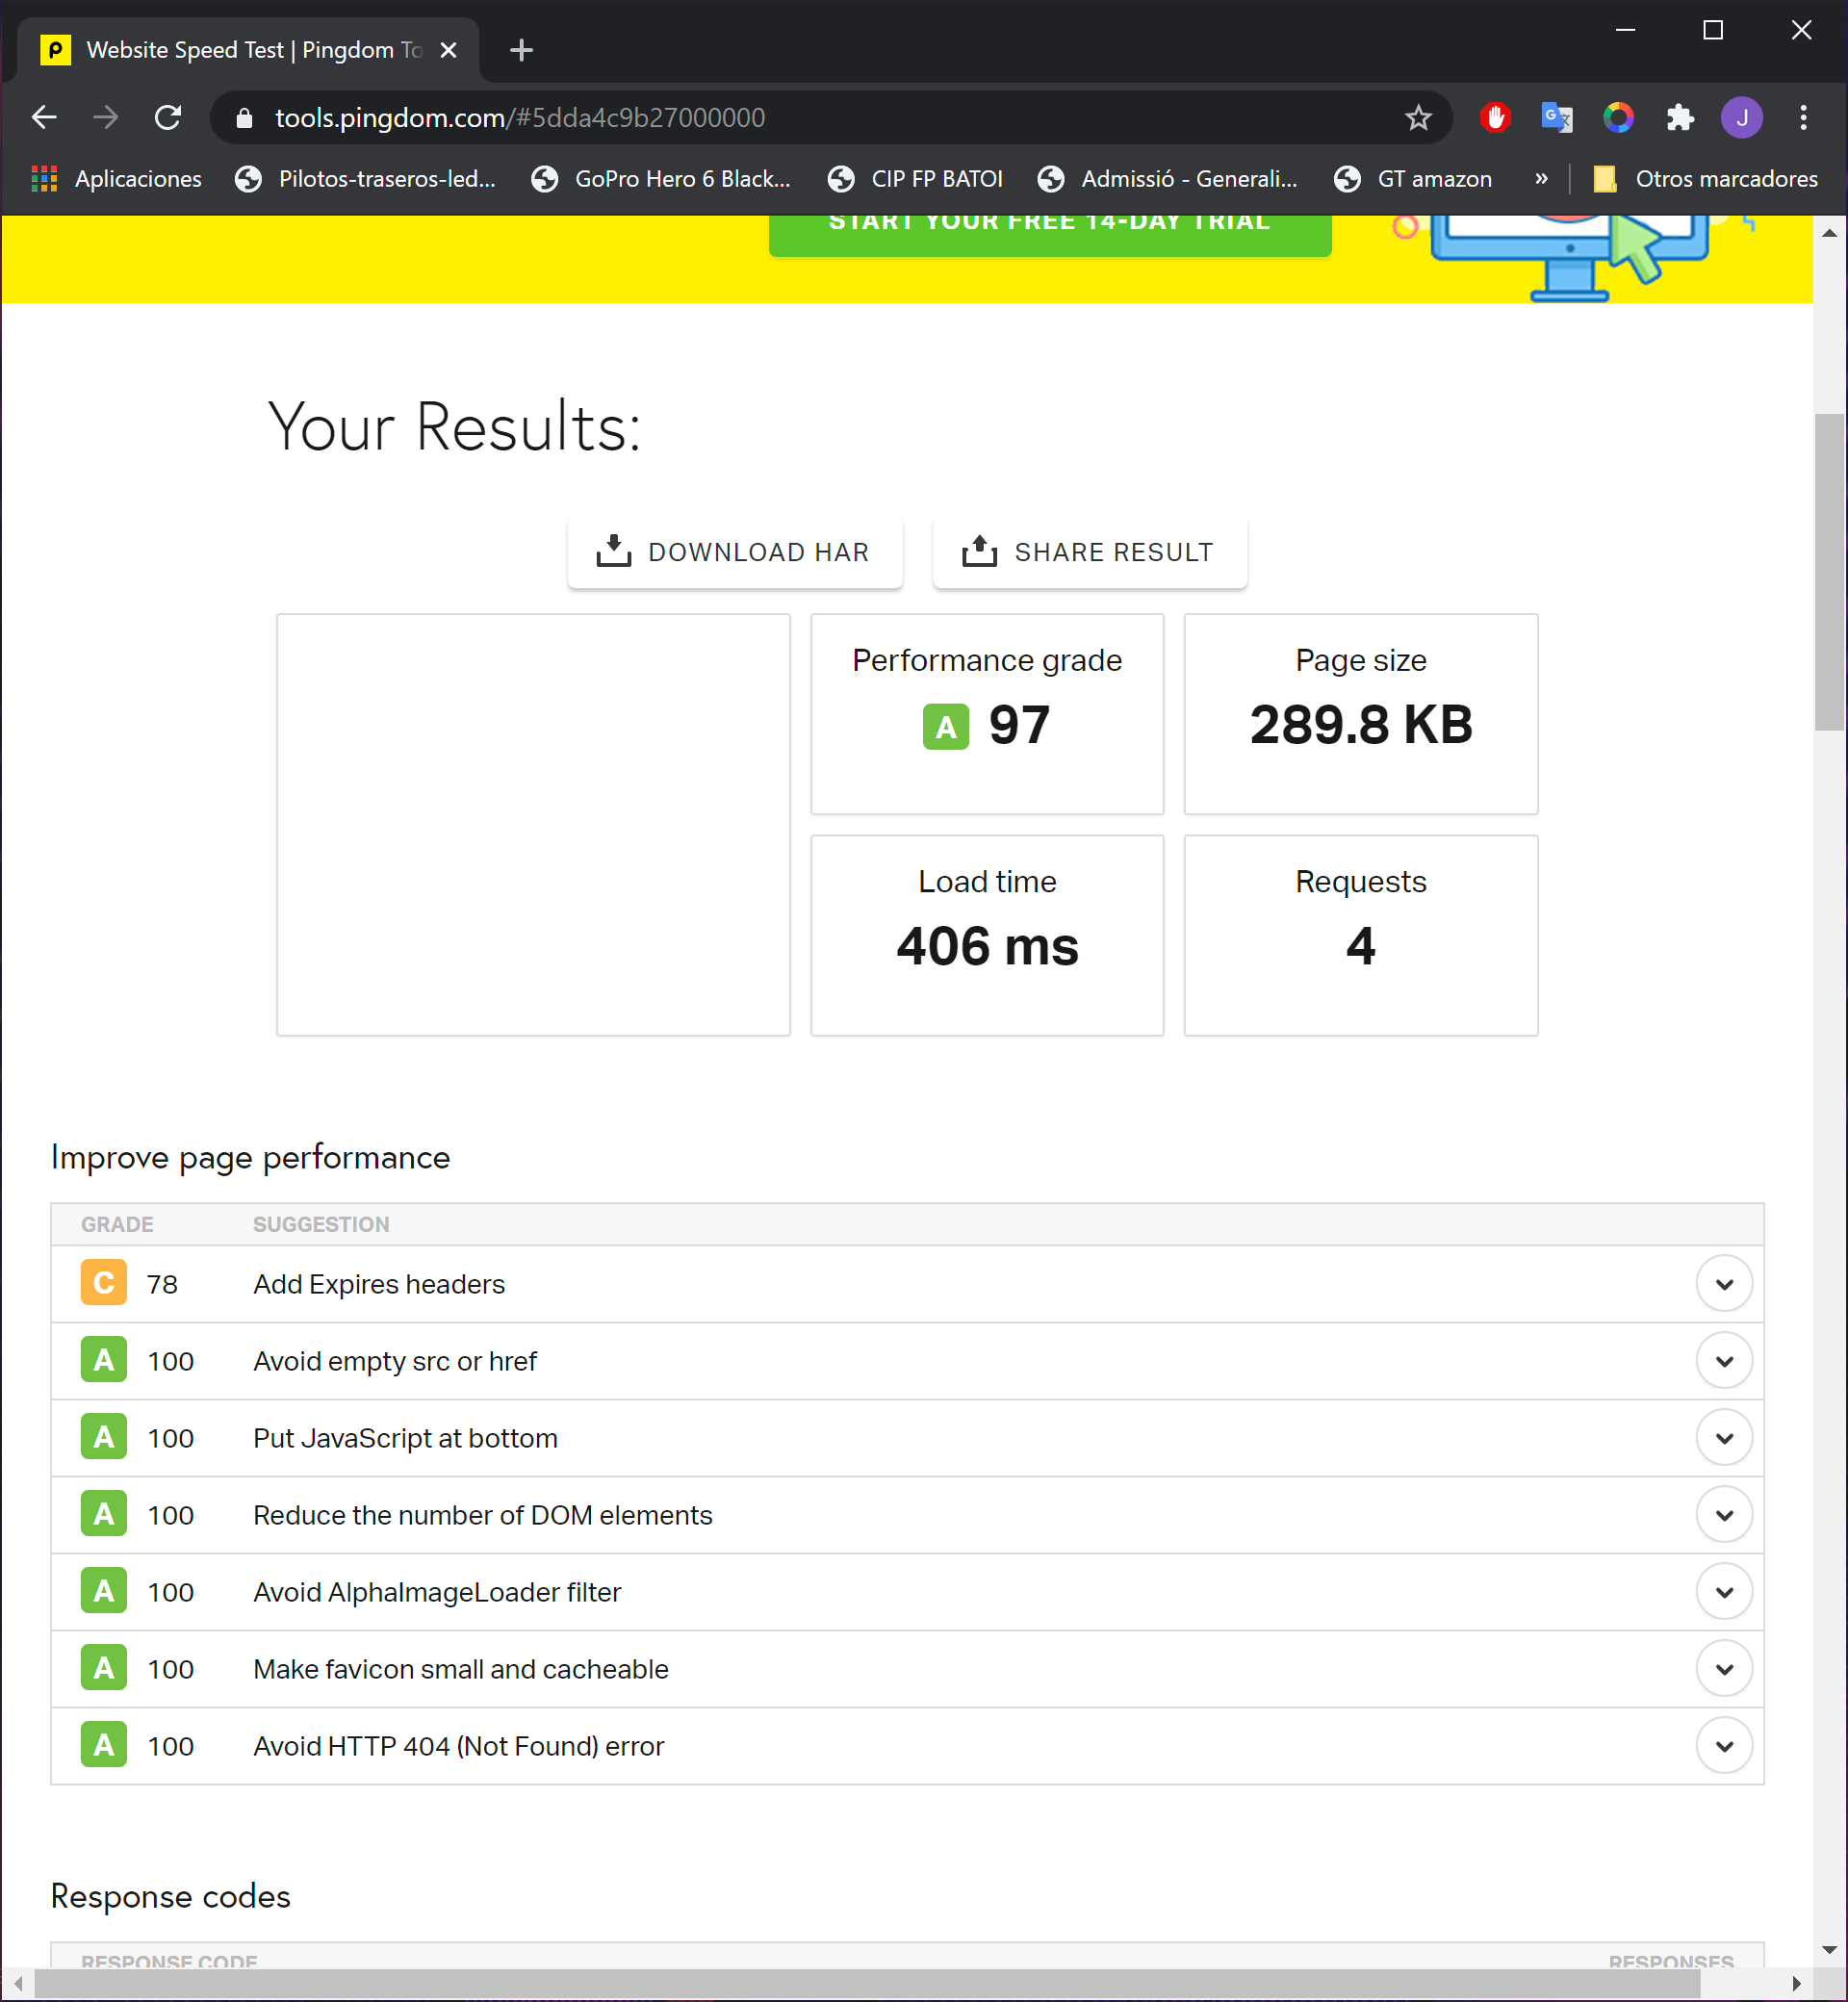 Website Speed Test | Pingdom To
tools.pingdom.com/#5dda4c9b27000000
J
Aplicaciones
Pilotos-traseros-led...
GoPro Hero 6 Black...
CIP FP BATOI
Admissió - Generali...
GT amazon
»
Otros marcadores
START YOUR FREE 14-DAY TRIAL
Your Results:
DOWNLOAD HAR
SHARE RESULT
Performance grade
A 97
Page size
289.8 KB
Load time
406 ms
Requests
4
Improve page performance
GRADE SUGGESTION
C 78 Add Expires headers
A 100 Avoid empty src or href
A 100 Put JavaScript at bottom
A 100 Reduce the number of DOM elements
A 100 Avoid AlphaImageLoader filter
A 100 Make favicon small and cacheable
A 100 Avoid HTTP 404 (Not Found) error
Response codes
RESPONSE CODE RESPONSES